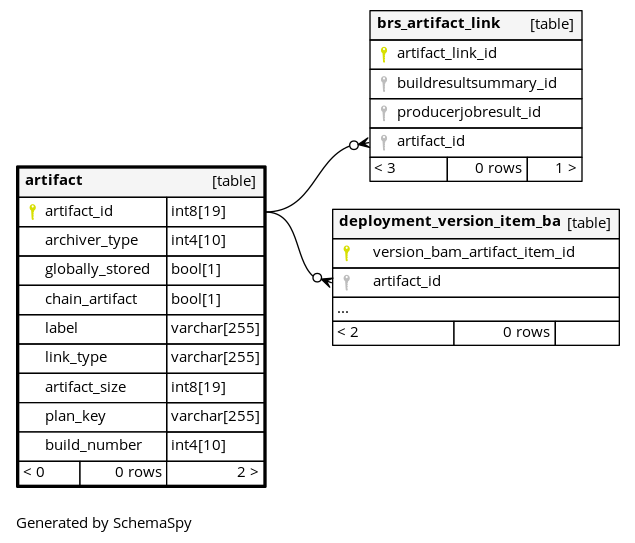 brs_artifact_link [table]
artifact_link_id
buildresultsummary_id
producerjobresult_id
artifact_id
< 3 0 rows 1 >
artifact [table]
artifact_id int8[19]
archiver_type int4[10]
globally_stored bool[1]
chain_artifact bool[1]
label varchar[255]
link_type varchar[255]
artifact_size int8[19]
plan_key varchar[255]
build_number int4[10]
< 0 0 rows 2 >
deployment_version_item_ba [table]
version_bam_artifact_item_id
artifact_id
...
< 2 0 rows
Generated by SchemaSpy